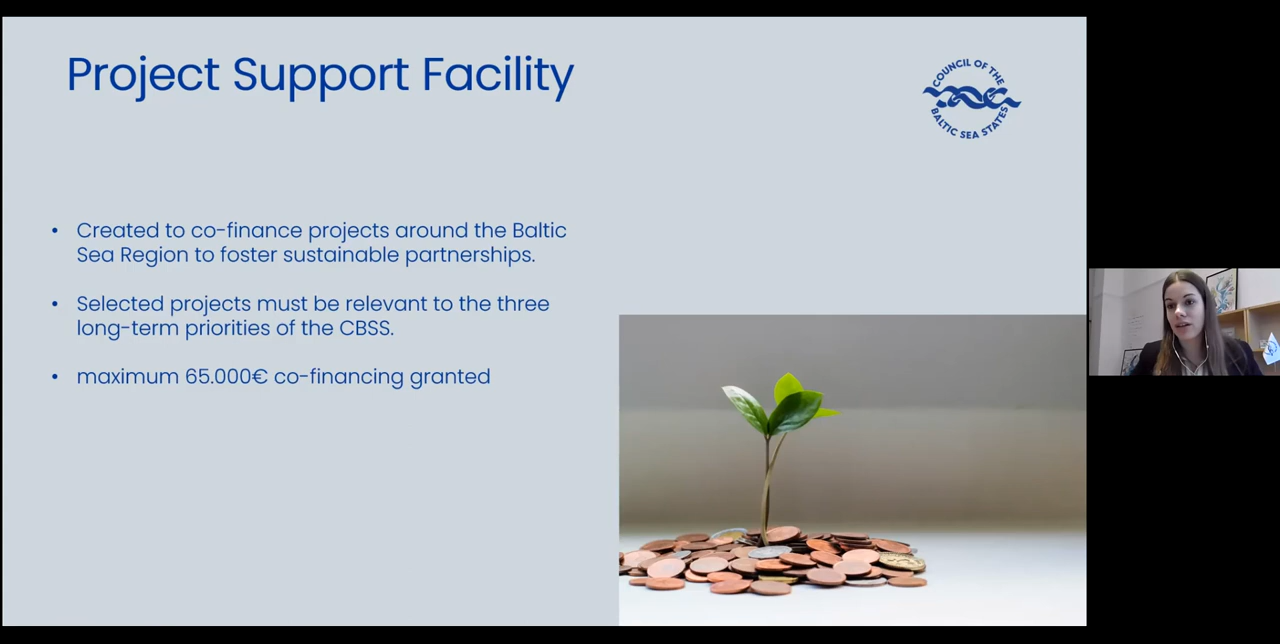 Project Support Facility
COUNCIL OF THE
BALTIC SEA STATES
• Created to co-finance projects around the Baltic
Sea Region to foster sustainable partnerships.
• Selected projects must be relevant to the three
long-term priorities of the CBSS.
• maximum 65.000€ co-financing granted